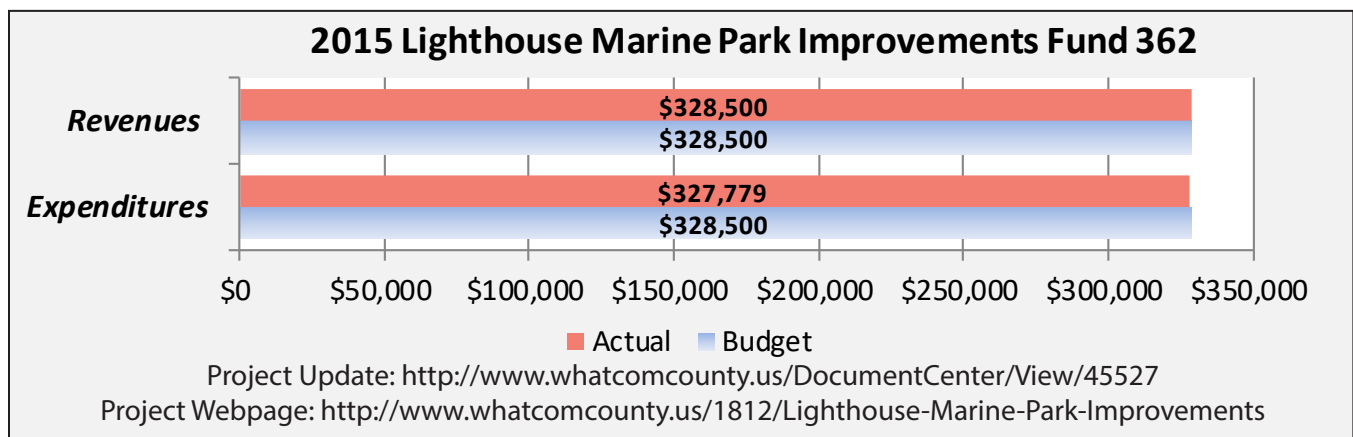 2015 Lighthouse Marine Park Improvements Fund 362
Revenues
$328,500
$328,500
Expenditures
$327,779
$328,500
$0 $50,000 $100,000 $150,000 $200,000 $250,000 $300,000 $350,000
Actual Budget
Project Update: http://www.whatcomcounty.us/DocumentCenter/View/45527
Project Webpage: http://www.whatcomcounty.us/1812/Lighthouse-Marine-Park-Improvements